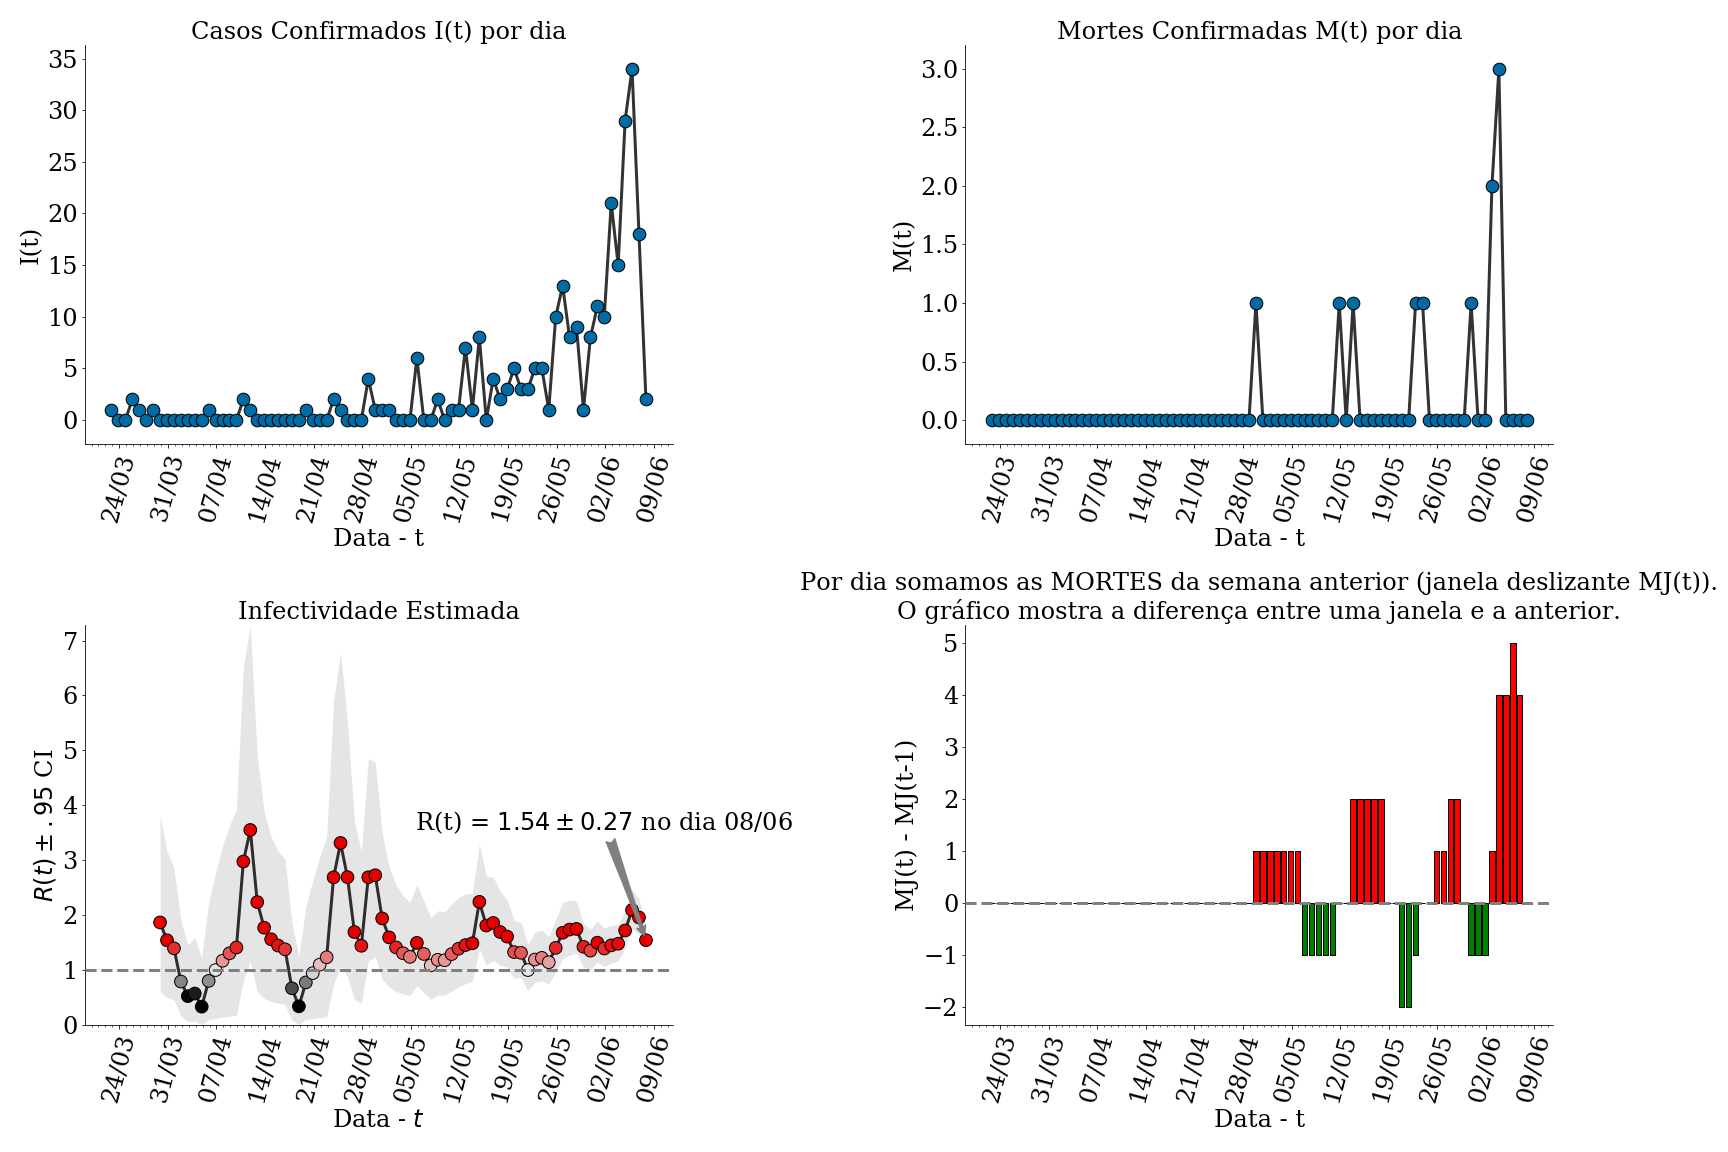 Casos Confirmados I(t) por dia
35
30
25
20
15
10
5
0
I(t)
24/03 31/03 07/04 14/04 21/04 28/04 05/05 12/05 19/05 26/05 02/06 09/06
Data - t
Mortes Confirmadas M(t) por dia
3.0
2.5
2.0
1.5
1.0
0.5
0.0
M(t)
24/03 31/03 07/04 14/04 21/04 28/04 05/05 12/05 19/05 26/05 02/06 09/06
Data - t
Infectividade Estimada
7
6
5
4
3
2
1
0
R(t) ± .95 CI
R(t) = 1.54 ± 0.27 no dia 08/06
24/03 31/03 07/04 14/04 21/04 28/04 05/05 12/05 19/05 26/05 02/06 09/06
Data - t
Por dia somamos as MORTES da semana anterior (janela deslizante MJ(t)).
O gráfico mostra a diferença entre uma janela e a anterior.
5
4
3
2
1
0
−1
−2
MJ(t) - MJ(t-1)
24/03 31/03 07/04 14/04 21/04 28/04 05/05 12/05 19/05 26/05 02/06 09/06
Data - t